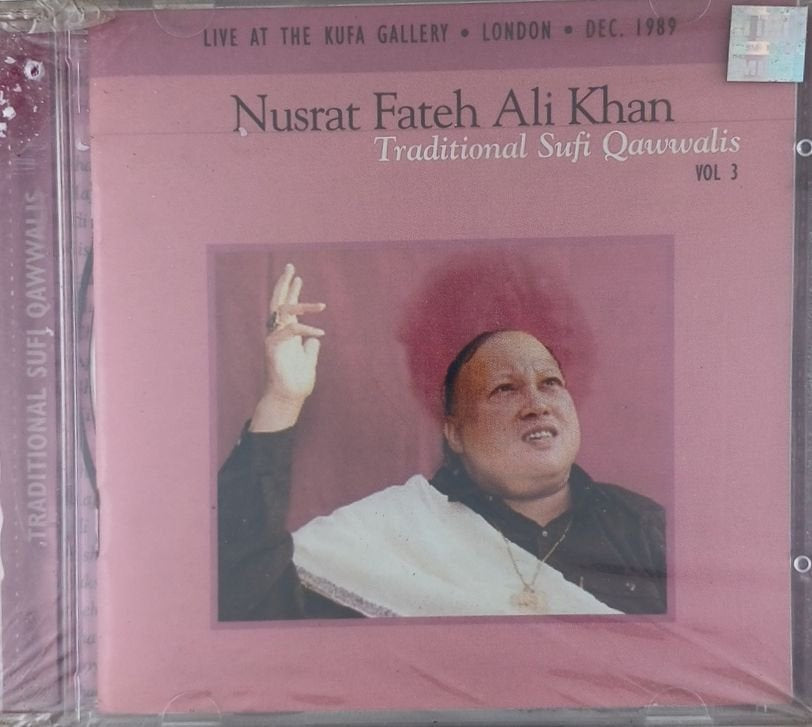 LIVE AT THE KUFA GALLERY • LONDON • DEC. 1989
Nusrat Fateh Ali Khan
Traditional Sufi Qawwalis
VOL 3
TRADITIONAL SUFI QAWWALIS